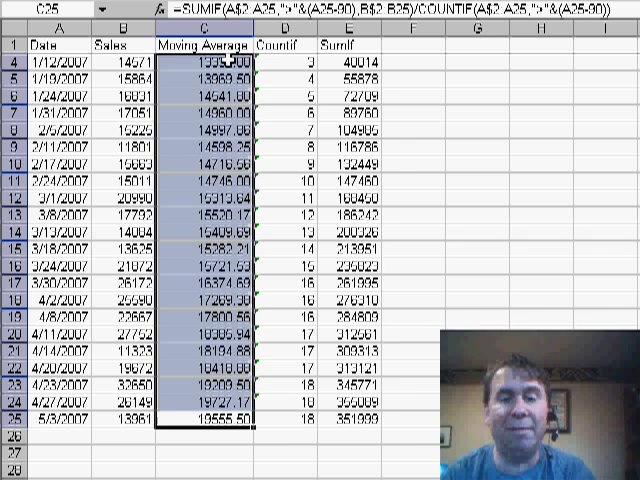 C25 fx =SUMIF(A$2:A25,">"&(A25-90),B$2:B25)/COUNTIF(A$2:A25,">"&(A25-90))
A B C D E F G H I
1 Date Sales Moving Average Countif SumIf
4 1/12/2007 14571 3 40014
5 1/19/2007 15864 13969.50 4 55878
6 1/24/2007 16831 14541.80 5 72709
7 1/31/2007 17051 14960.00 6 89760
8 2/5/2007 15225 14997.86 7 104985
9 2/11/2007 11801 14598.25 8 116786
10 2/17/2007 15663 14716.56 9 132449
11 2/24/2007 15011 14746.00 10 147460
12 3/1/2007 20990 15313.64 11 168450
13 3/8/2007 17792 15520.17 12 186242
14 3/13/2007 14084 15409.69 13 200326
15 3/18/2007 13625 15282.21 14 213951
16 3/24/2007 21872 15721.53 15 235823
17 3/30/2007 26172 16374.69 16 261995
18 4/2/2007 25590 17269.38 16 276310
19 4/8/2007 22667 17800.56 16 284809
20 4/11/2007 27752 18385.94 17 312561
21 4/14/2007 11323 18194.88 17 309313
22 4/20/2007 19672 18418.88 17 313121
23 4/23/2007 32650 19209.50 18 345771
24 4/27/2007 26149 19727.17 18 355089
25 5/3/2007 13961 19555.50 18 351999
26
27
28